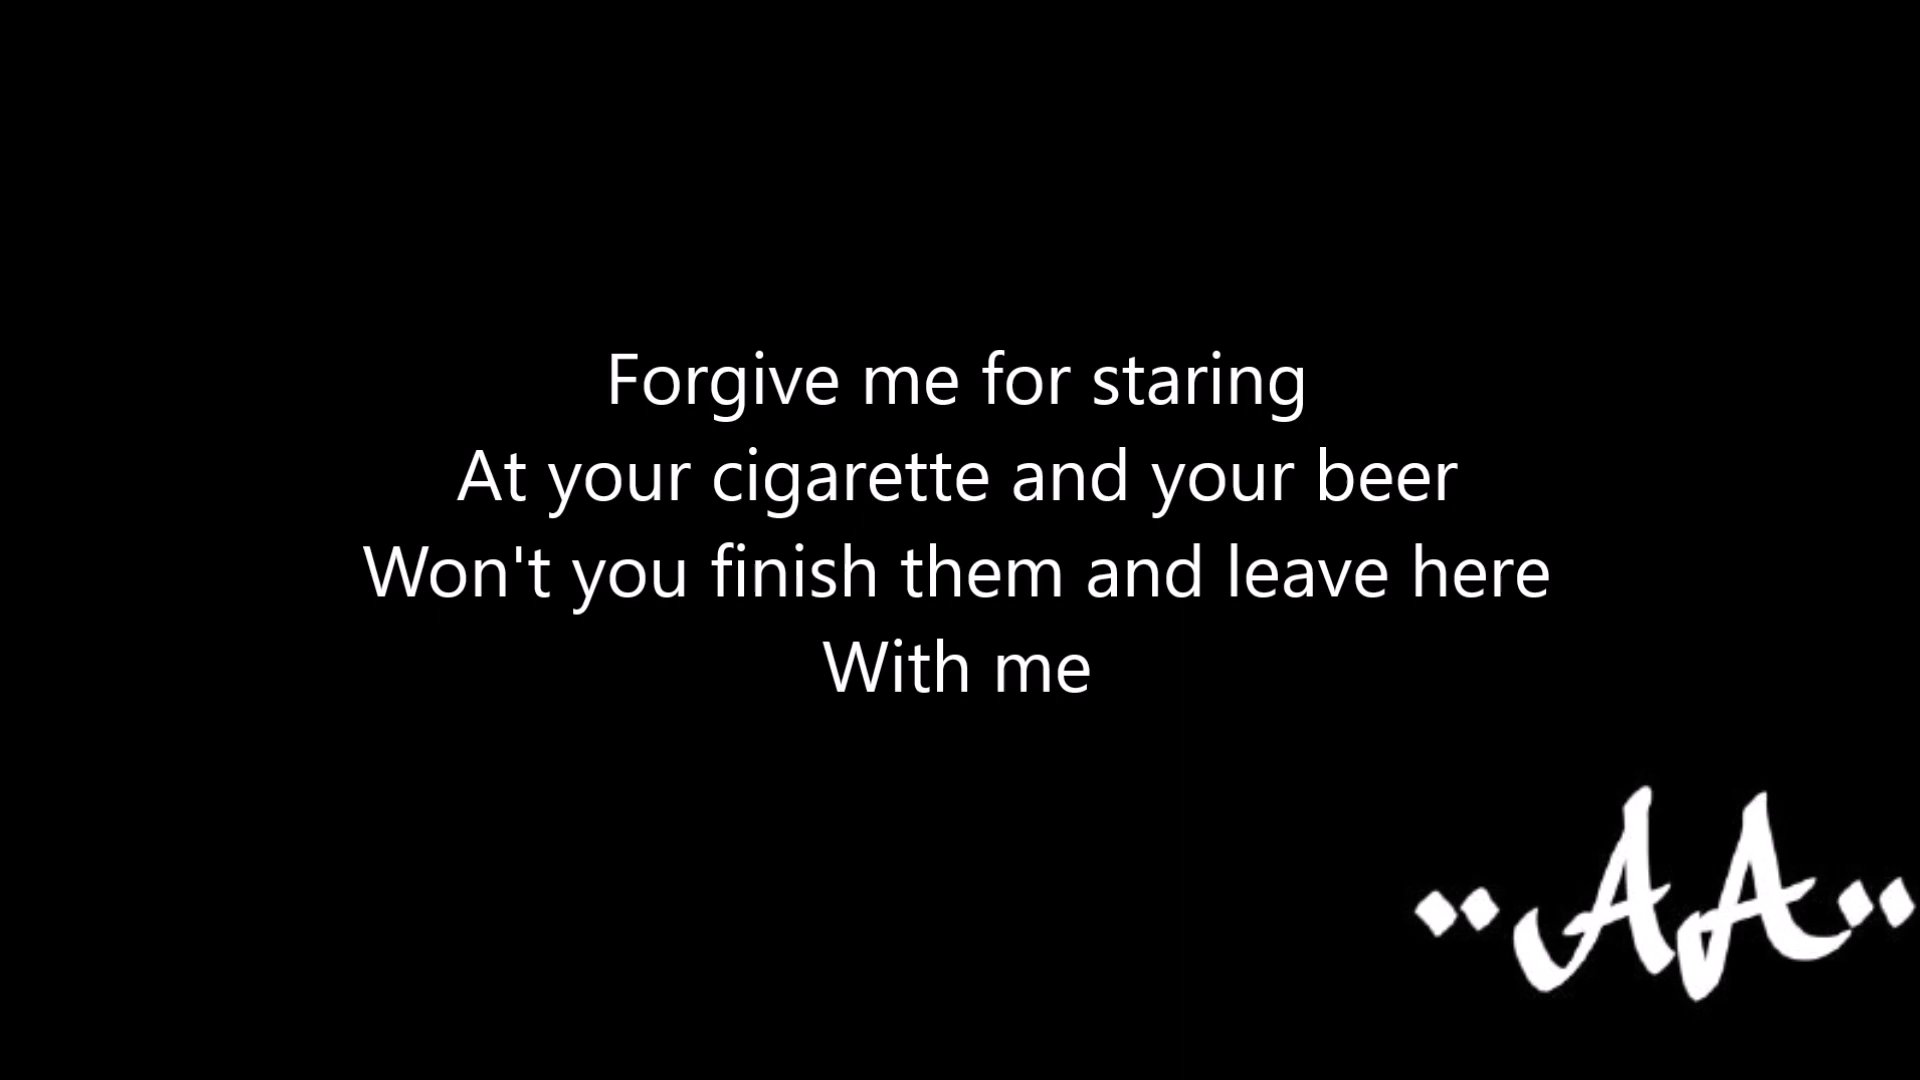 Forgive me for staring
At your cigarette and your beer
Won't you finish them and leave here
With me
AA